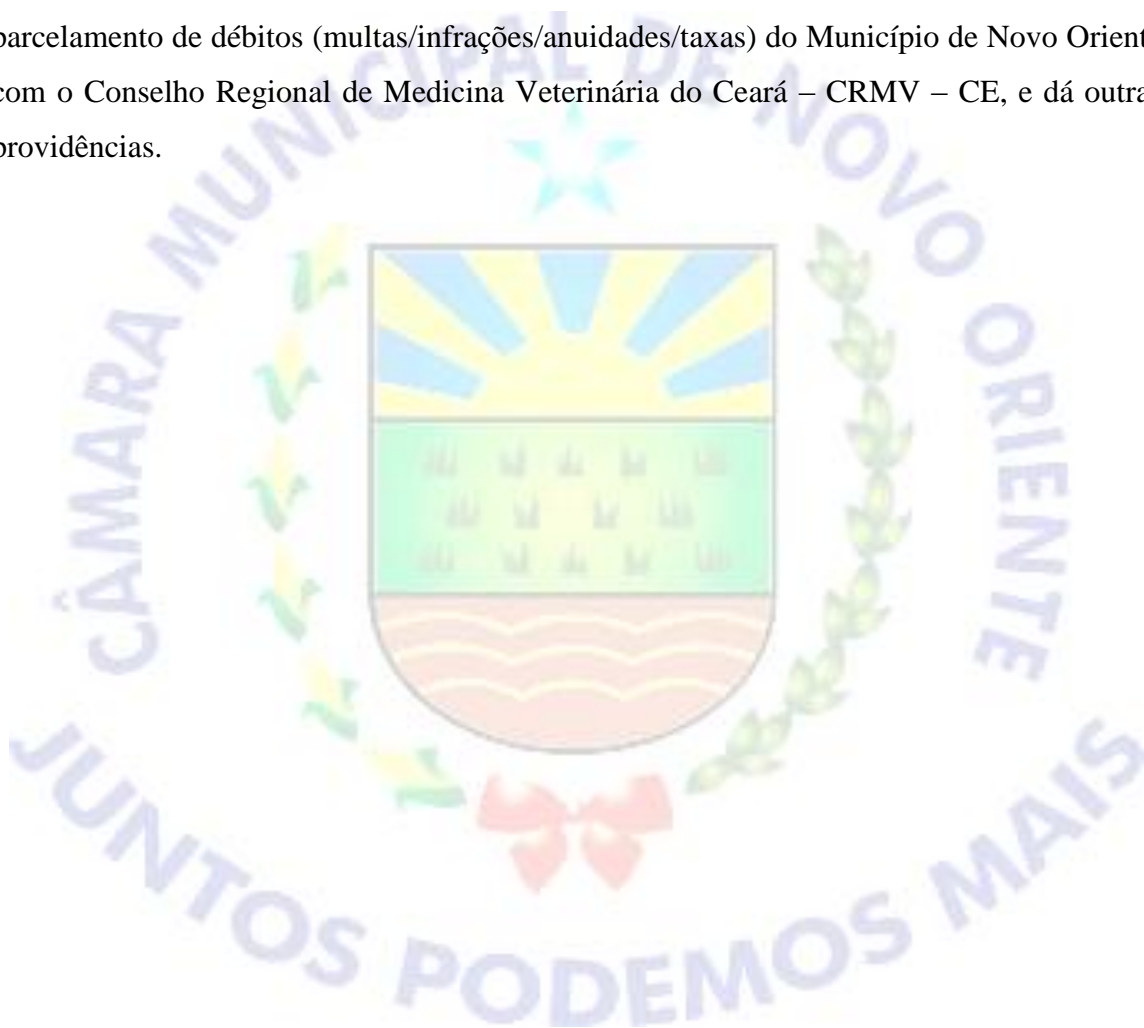 parcelamento de débitos (multas/infrações/anuidades/taxas) do Município de Novo Orient
com o Conselho Regional de Medicina Veterinária do Ceará – CRMV – CE, e dá outra
providências.
CÂMARA MUNICIPAL DE NOVO ORIENTE
JUNTOS PODEMOS MAIS